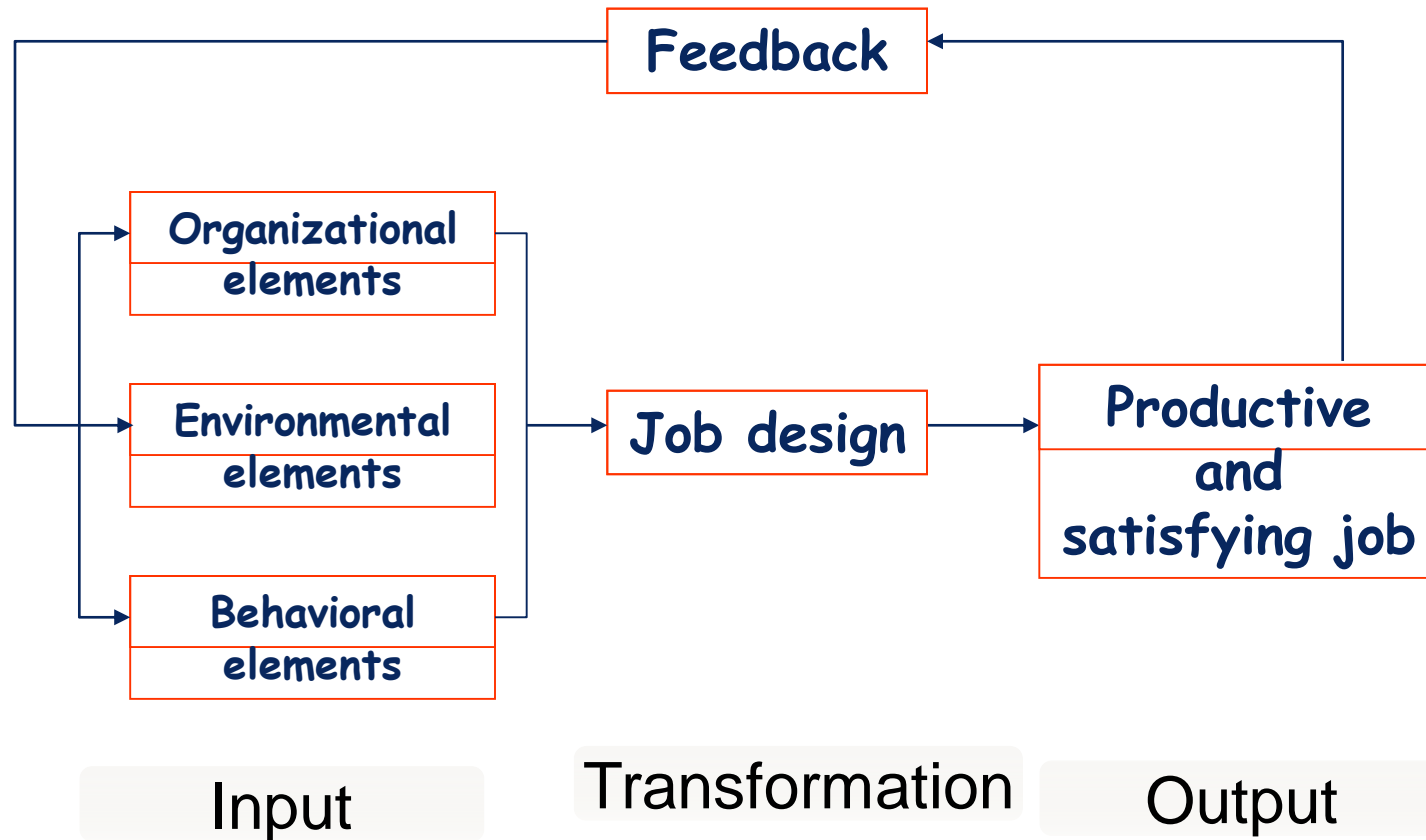 Feedback
Organizational
elements
Environmental
elements
Behavioral
elements
Job design
Productive
and
satisfying job
Input
Transformation
Output